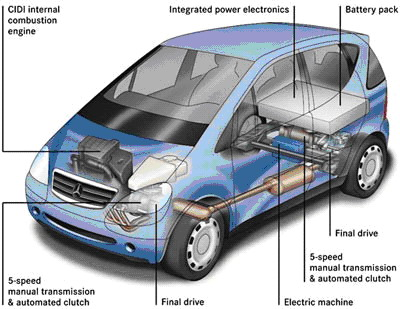 CIDI internal
combustion
engine
Integrated power electronics
Battery pack
Final drive
5-speed
manual transmission
& automated clutch
5-speed
manual transmission
& automated clutch
Final drive
Electric machine